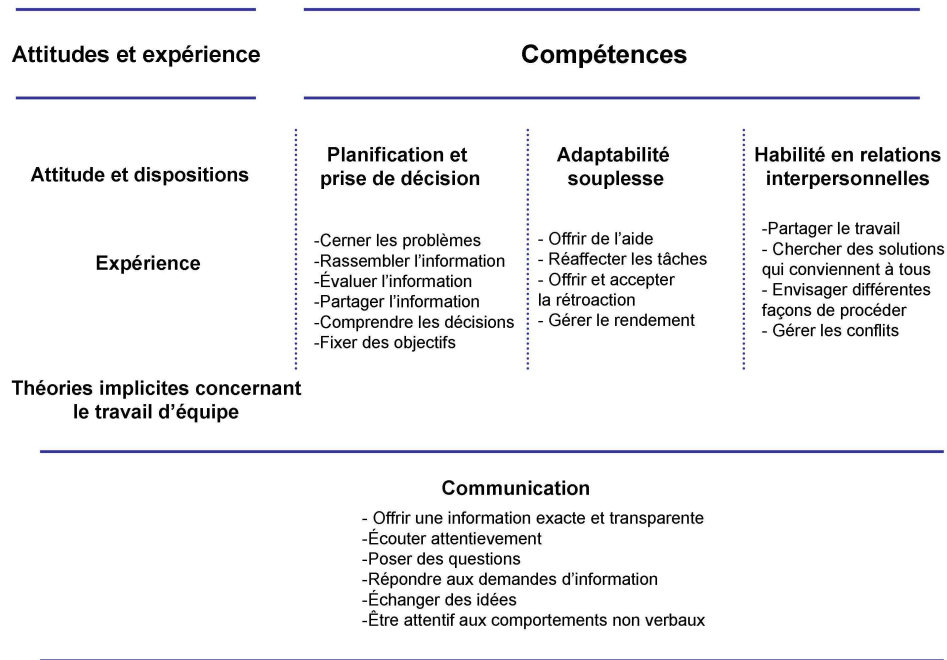 Attitudes et expérience
Compétences
Attitude et dispositions
Expérience
Théories implicites concernant
le travail d'équipe
Planification et
prise de décision
-Cerner les problèmes
-Rassembler l'information
-Évaluer l'information
-Partager l'information
-Comprendre les décisions
-Fixer des objectifs
Adaptabilité
souplesse
- Offrir de l'aide
- Réaffecter les tâches
- Offrir et accepter
la rétroaction
- Gérer le rendement
Habilité en relations
interpersonnelles
-Partager le travail
- Chercher des solutions
qui conviennent à tous
- Envisager différentes
façons de procéder
- Gérer les conflits
Communication
- Offrir une information exacte et transparente
-Écouter attentievement
-Poser des questions
-Répondre aux demandes d'information
-Échanger des idées
-Être attentif aux comportements non verbaux